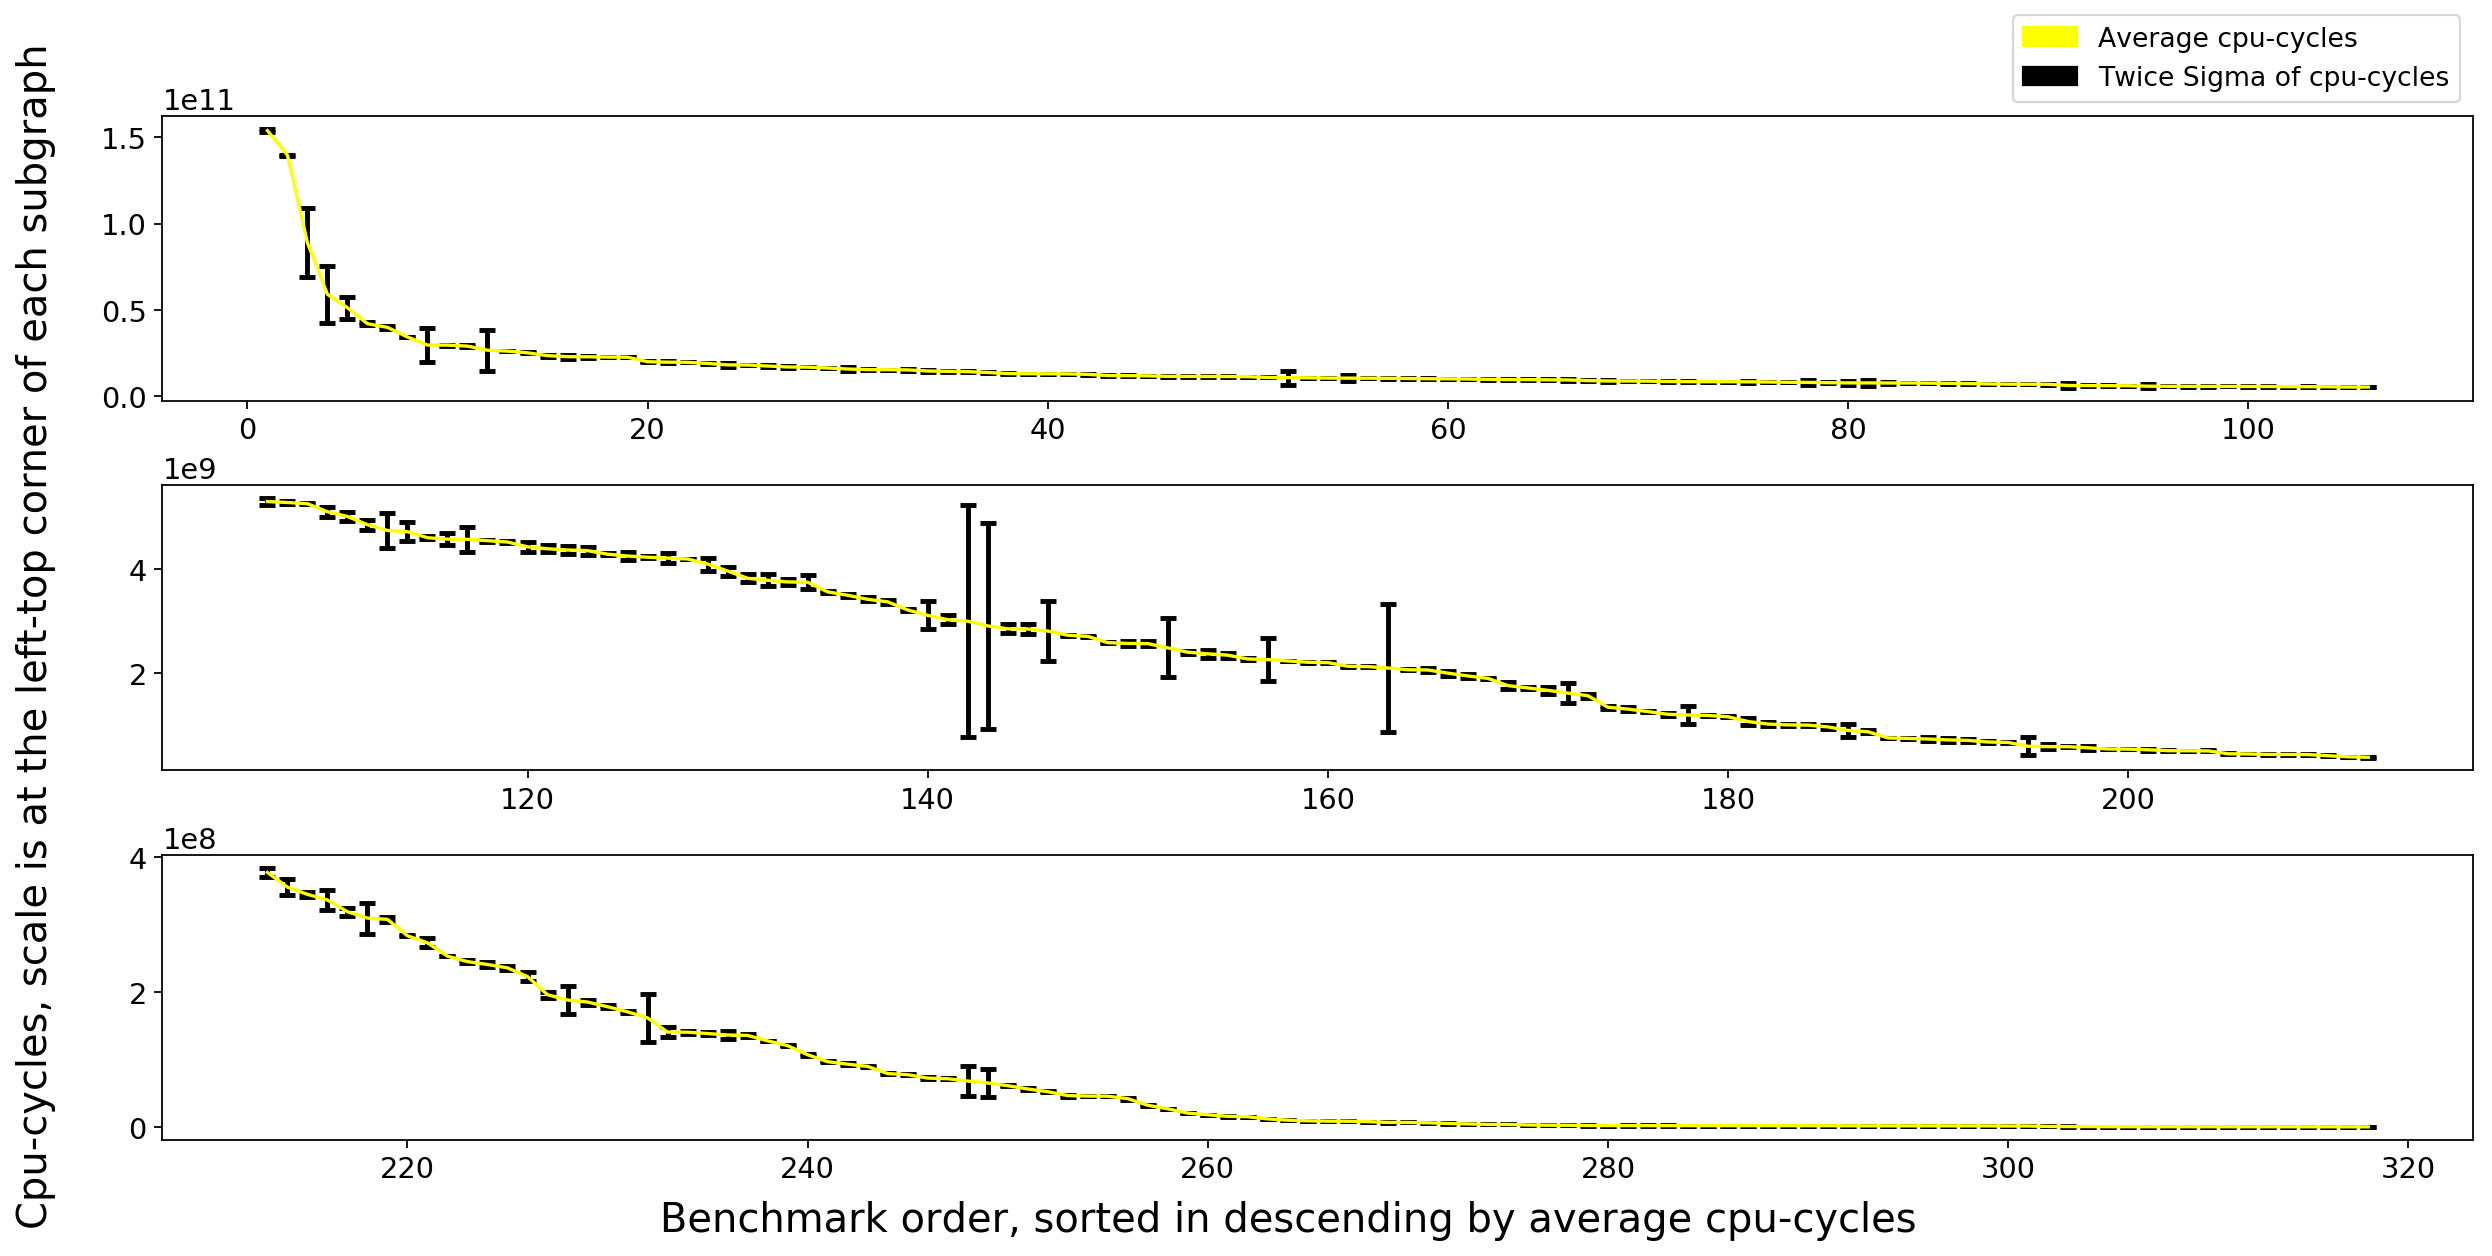 Average cpu-cycles
Twice Sigma of cpu-cycles
Cpu-cycles, scale is at the left-top corner of each subgraph
1e11
1.5
1.0
0.5
0.0
0 20 40 60 80 100
1e9
4
2
120 140 160 180 200
1e8
4
2
0
220 240 260 280 300 320
Benchmark order, sorted in descending by average cpu-cycles